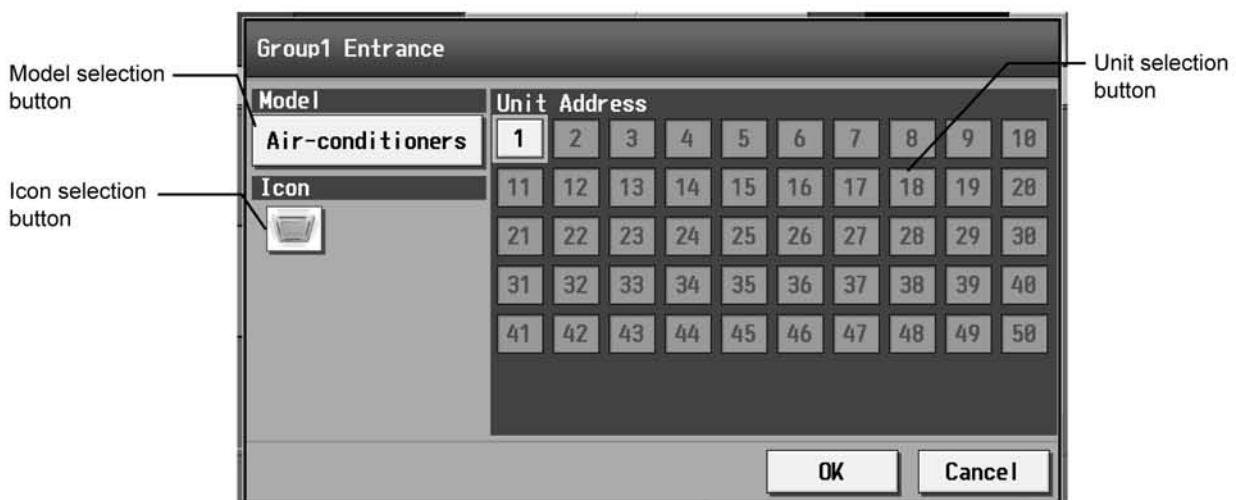 Group1 Entrance
Model selection
button
Unit selection
button
Model
Air-conditioners
Icon selection
button
Icon
Unit Address
1 2 3 4 5 6 7 8 9 10
11 12 13 14 15 16 17 18 19 20
21 22 23 24 25 26 27 28 29 30
31 32 33 34 35 36 37 38 39 40
41 42 43 44 45 46 47 48 49 50
OK Cancel